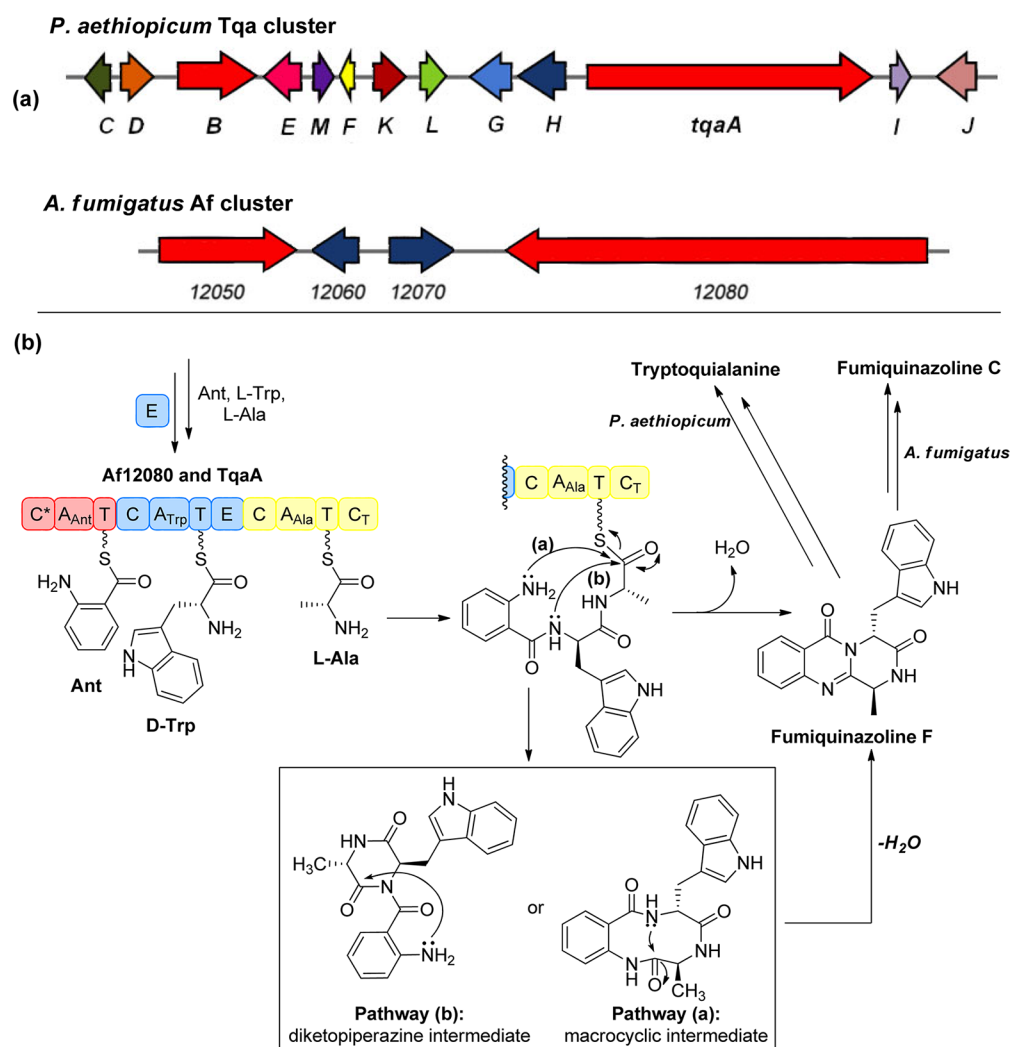 P. aethiopicum Tqa cluster
(a)
C D B E M F K L G H tqaA I J
A. fumigatus Af cluster
12050 12060 12070 12080
(b)
E
Ant, L-Trp,
L-Ala
Af12080 and TqaA
C* AAnt T C ATrp T E C AAla T CT
S S S
O O O
H2N
NH2
NH2
HN
Ant
D-Trp
L-Ala
C AAla T CT
S
(a)
O
(b)
NH2
HN
HN
O
O
NH
H2O
Tryptoquialanine
P. aethiopicum
Fumiquinazoline C
A. fumigatus
NH
O
N
O
N
NH
Fumiquinazoline F
-H2O
H
N
HN
O
H3C
N
O
O
NH2
or
NH
O
H
N
O
NH
N
H
O
CH3
Pathway (b):
diketopiperazine intermediate
Pathway (a):
macrocyclic intermediate